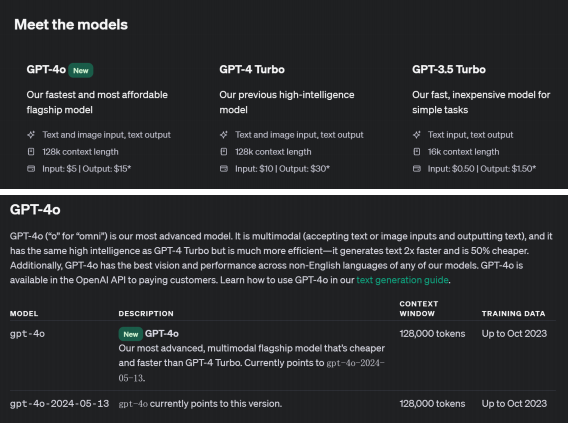 Meet the models
GPT-4o New
Our fastest and most affordable
flagship model
Text and image input, text output
128k context length
Input: $5 | Output: $15*
GPT-4 Turbo
Our previous high-intelligence
model
Text and image input, text output
128k context length
Input: $10 | Output: $30*
GPT-3.5 Turbo
Our fast, inexpensive model for
simple tasks
Text input, text output
16k context length
Input: $0.50 | Output: $1.50*
GPT-4o
GPT-4o (“o” for “omni”) is our most advanced model. It is multimodal (accepting text or image inputs and outputting text), and it
has the same high intelligence as GPT-4 Turbo but is much more efficient—it generates text 2x faster and is 50% cheaper.
Additionally, GPT-4o has the best vision and performance across non-English languages of any of our models. GPT-4o is
available in the OpenAI API to paying customers. Learn how to use GPT-4o in our text generation guide.
MODEL DESCRIPTION CONTEXT WINDOW TRAINING DATA
gpt-4o New GPT-4o 128,000 tokens Up to Oct 2023
Our most advanced, multimodal flagship model that’s cheaper
and faster than GPT-4 Turbo. Currently points to gpt-4o-2024-
05-13.
gpt-4o-2024-05-13 gpt-4o currently points to this version. 128,000 tokens Up to Oct 2023